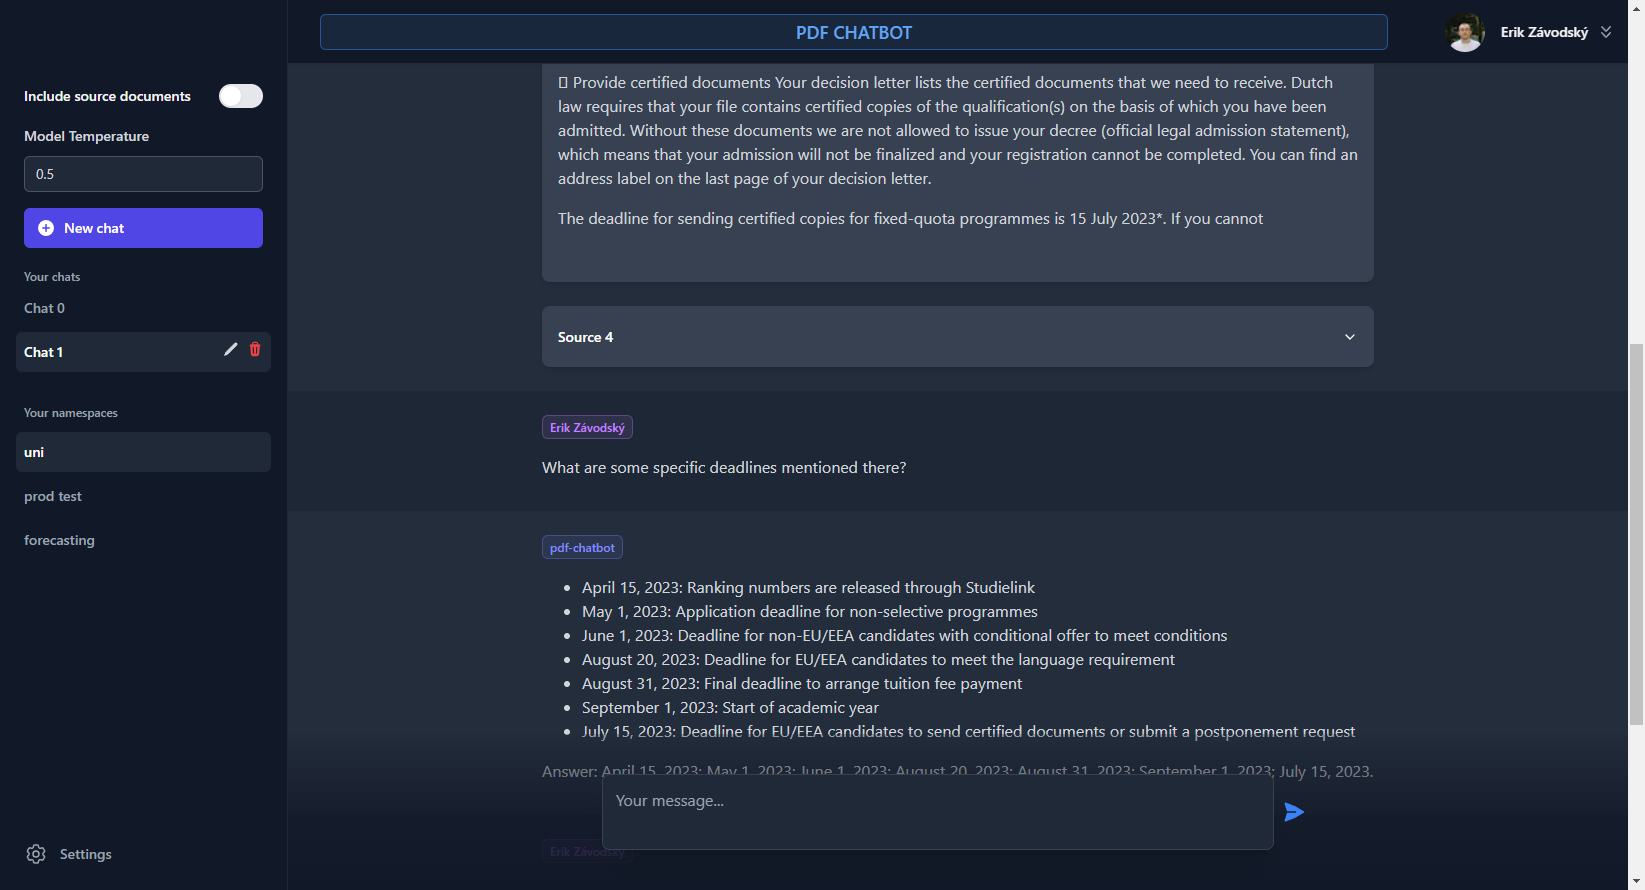 PDF CHATBOT
Erik Závodský
Include source documents
Model Temperature
0.5
New chat
Your chats
Chat 0
Chat 1
Your namespaces
uni
prod test
forecasting
Settings
Provide certified documents Your decision letter lists the certified documents that we need to receive. Dutch
law requires that your file contains certified copies of the qualification(s) on the basis of which you have been
admitted. Without these documents we are not allowed to issue your decree (official legal admission statement),
which means that your admission will not be finalized and your registration cannot be completed. You can find an
address label on the last page of your decision letter.
The deadline for sending certified copies for fixed-quota programmes is 15 July 2023*. If you cannot
Source 4
Erik Závodský
What are some specific deadlines mentioned there?
pdf-chatbot
• April 15, 2023: Ranking numbers are released through Studielink
• May 1, 2023: Application deadline for non-selective programmes
• June 1, 2023: Deadline for non-EU/EEA candidates with conditional offer to meet conditions
• August 20, 2023: Deadline for EU/EEA candidates to meet the language requirement
• August 31, 2023: Final deadline to arrange tuition fee payment
• September 1, 2023: Start of academic year
• July 15, 2023: Deadline for EU/EEA candidates to send certified documents or submit a postponement request
Answer: April 15, 2023; May 1, 2023; June 1, 2023; August 20, 2023; August 31, 2023; September 1, 2023; July 15, 2023.
Your message...
Erik Závodský